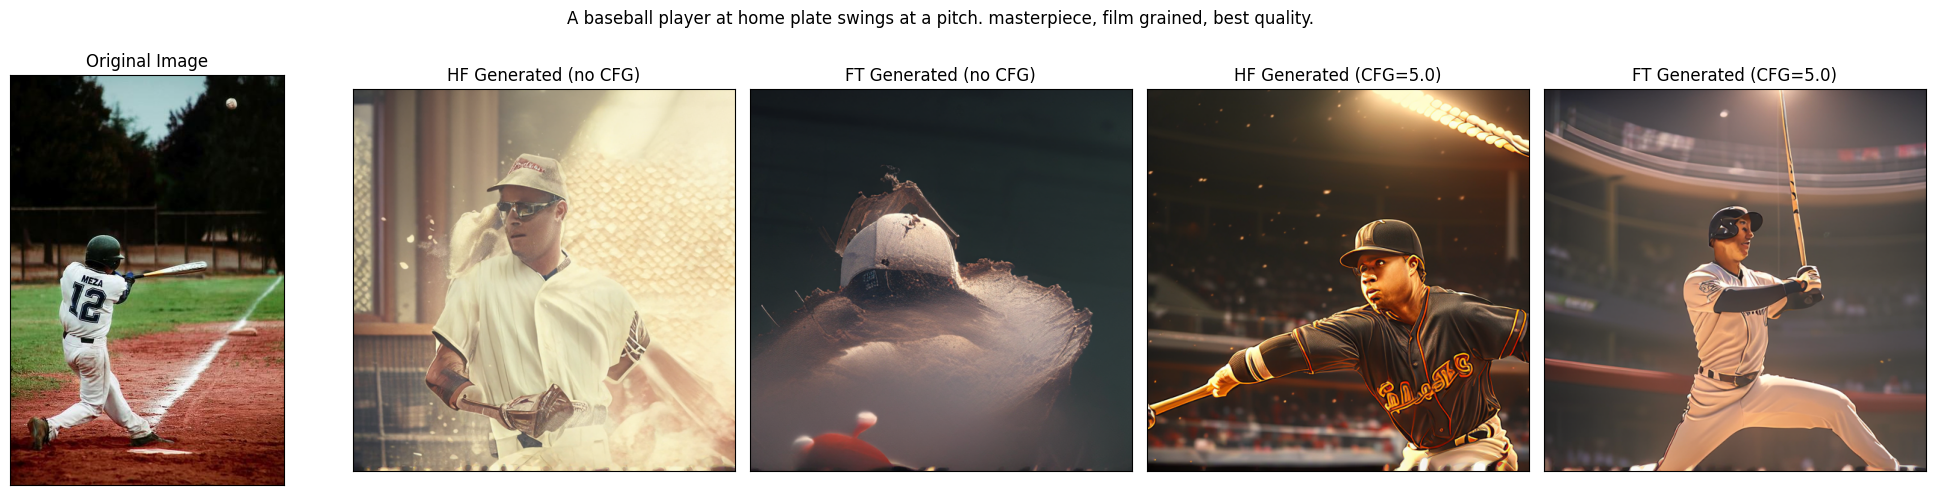 A baseball player at home plate swings at a pitch. masterpiece, film grained, best quality.
Original Image
HF Generated (no CFG)
FT Generated (no CFG)
HF Generated (CFG=5.0)
FT Generated (CFG=5.0)
MEZA
12